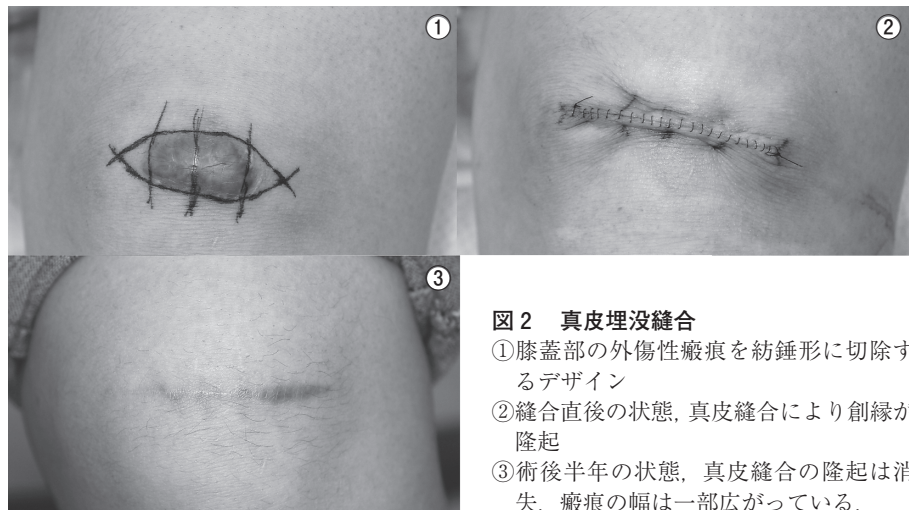 ①
②
③
図2 真皮埋没縫合
①膝蓋部の外傷性瘢痕を紡錘形に切除す
るデザイン
②縫合直後の状態,真皮縫合により創縁が
隆起
③術後半年の状態,真皮縫合の隆起は消
失,瘢痕の幅は一部広がっている.